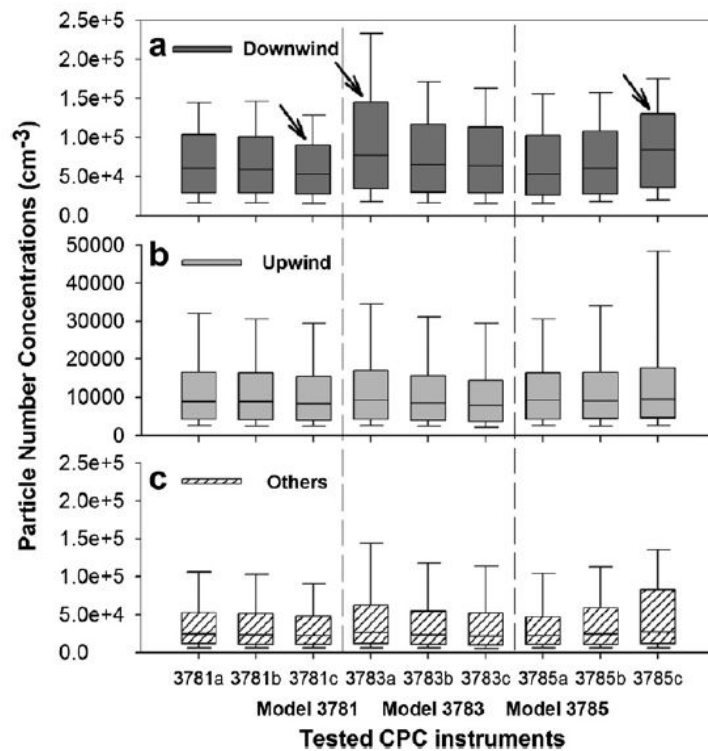 Particle Number Concentrations (cm-3)
a Downwind
2.5e+5
2.0e+5
1.5e+5
1.0e+5
5.0e+4
0.0
b Upwind
50000
40000
30000
20000
10000
0
c Others
2.5e+5
2.0e+5
1.5e+5
1.0e+5
5.0e+4
0.0
3781a 3781b 3781c 3783a 3783b 3783c 3785a 3785b 3785c
Model 3781 Model 3783 Model 3785
Tested CPC instruments